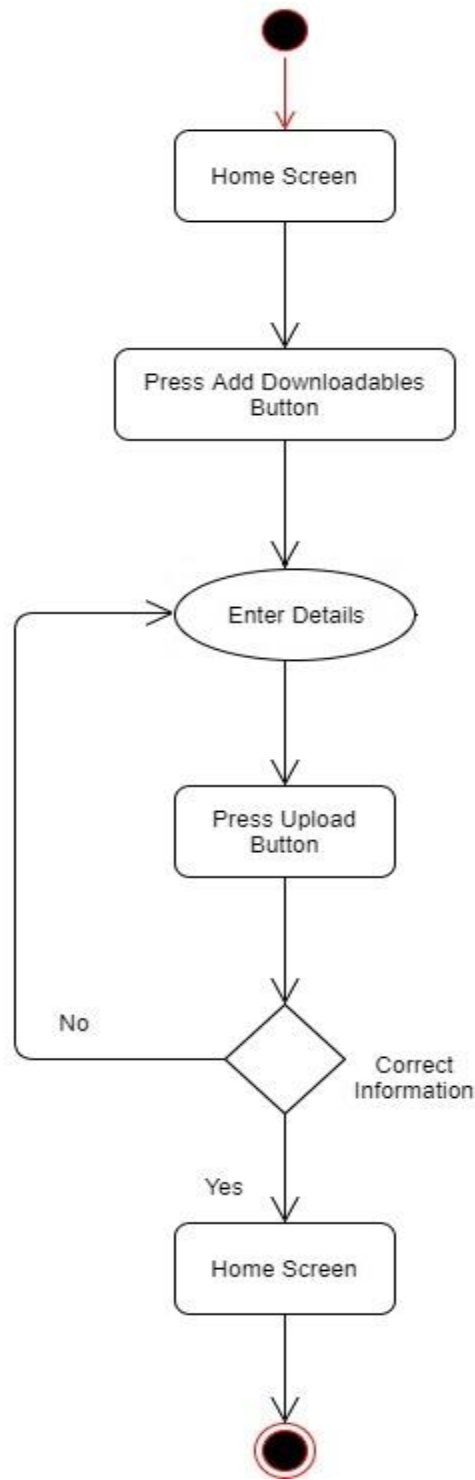 Home Screen
Press Add Downloadables
Button
Enter Details
Press Upload
Button
No
Correct
Information
Yes
Home Screen